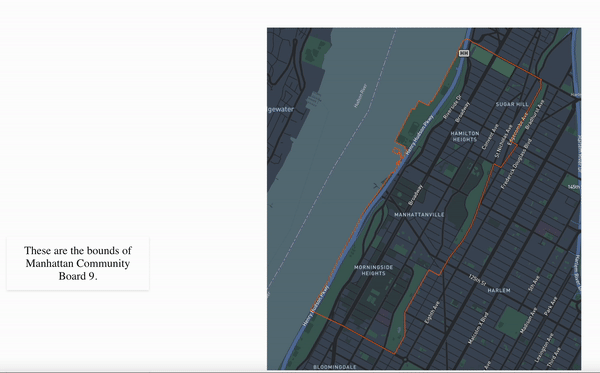 These are the bounds of
Manhattan Community
Board 9.
gewater
Hudson River
Riverside Dr
Broadway
SUGAR HILL
HAMILTON
HEIGHTS
Convent Ave
St Nicholas Ave
Edgecombe Ave
Bradhurst Ave
Frederick Douglass Blvd
Henry Hudson Pkwy
145th
Broadway
MANHATTANVILLE
MORNINGSIDE
HEIGHTS
125th St
HARLEM
5th Ave
Park Ave
Madison Ave
Henry Hudson Pkwy
Eighth Ave
Malcolm X Blvd
Lexington Ave
Third Ave
Ave
BLOOMINGDALE